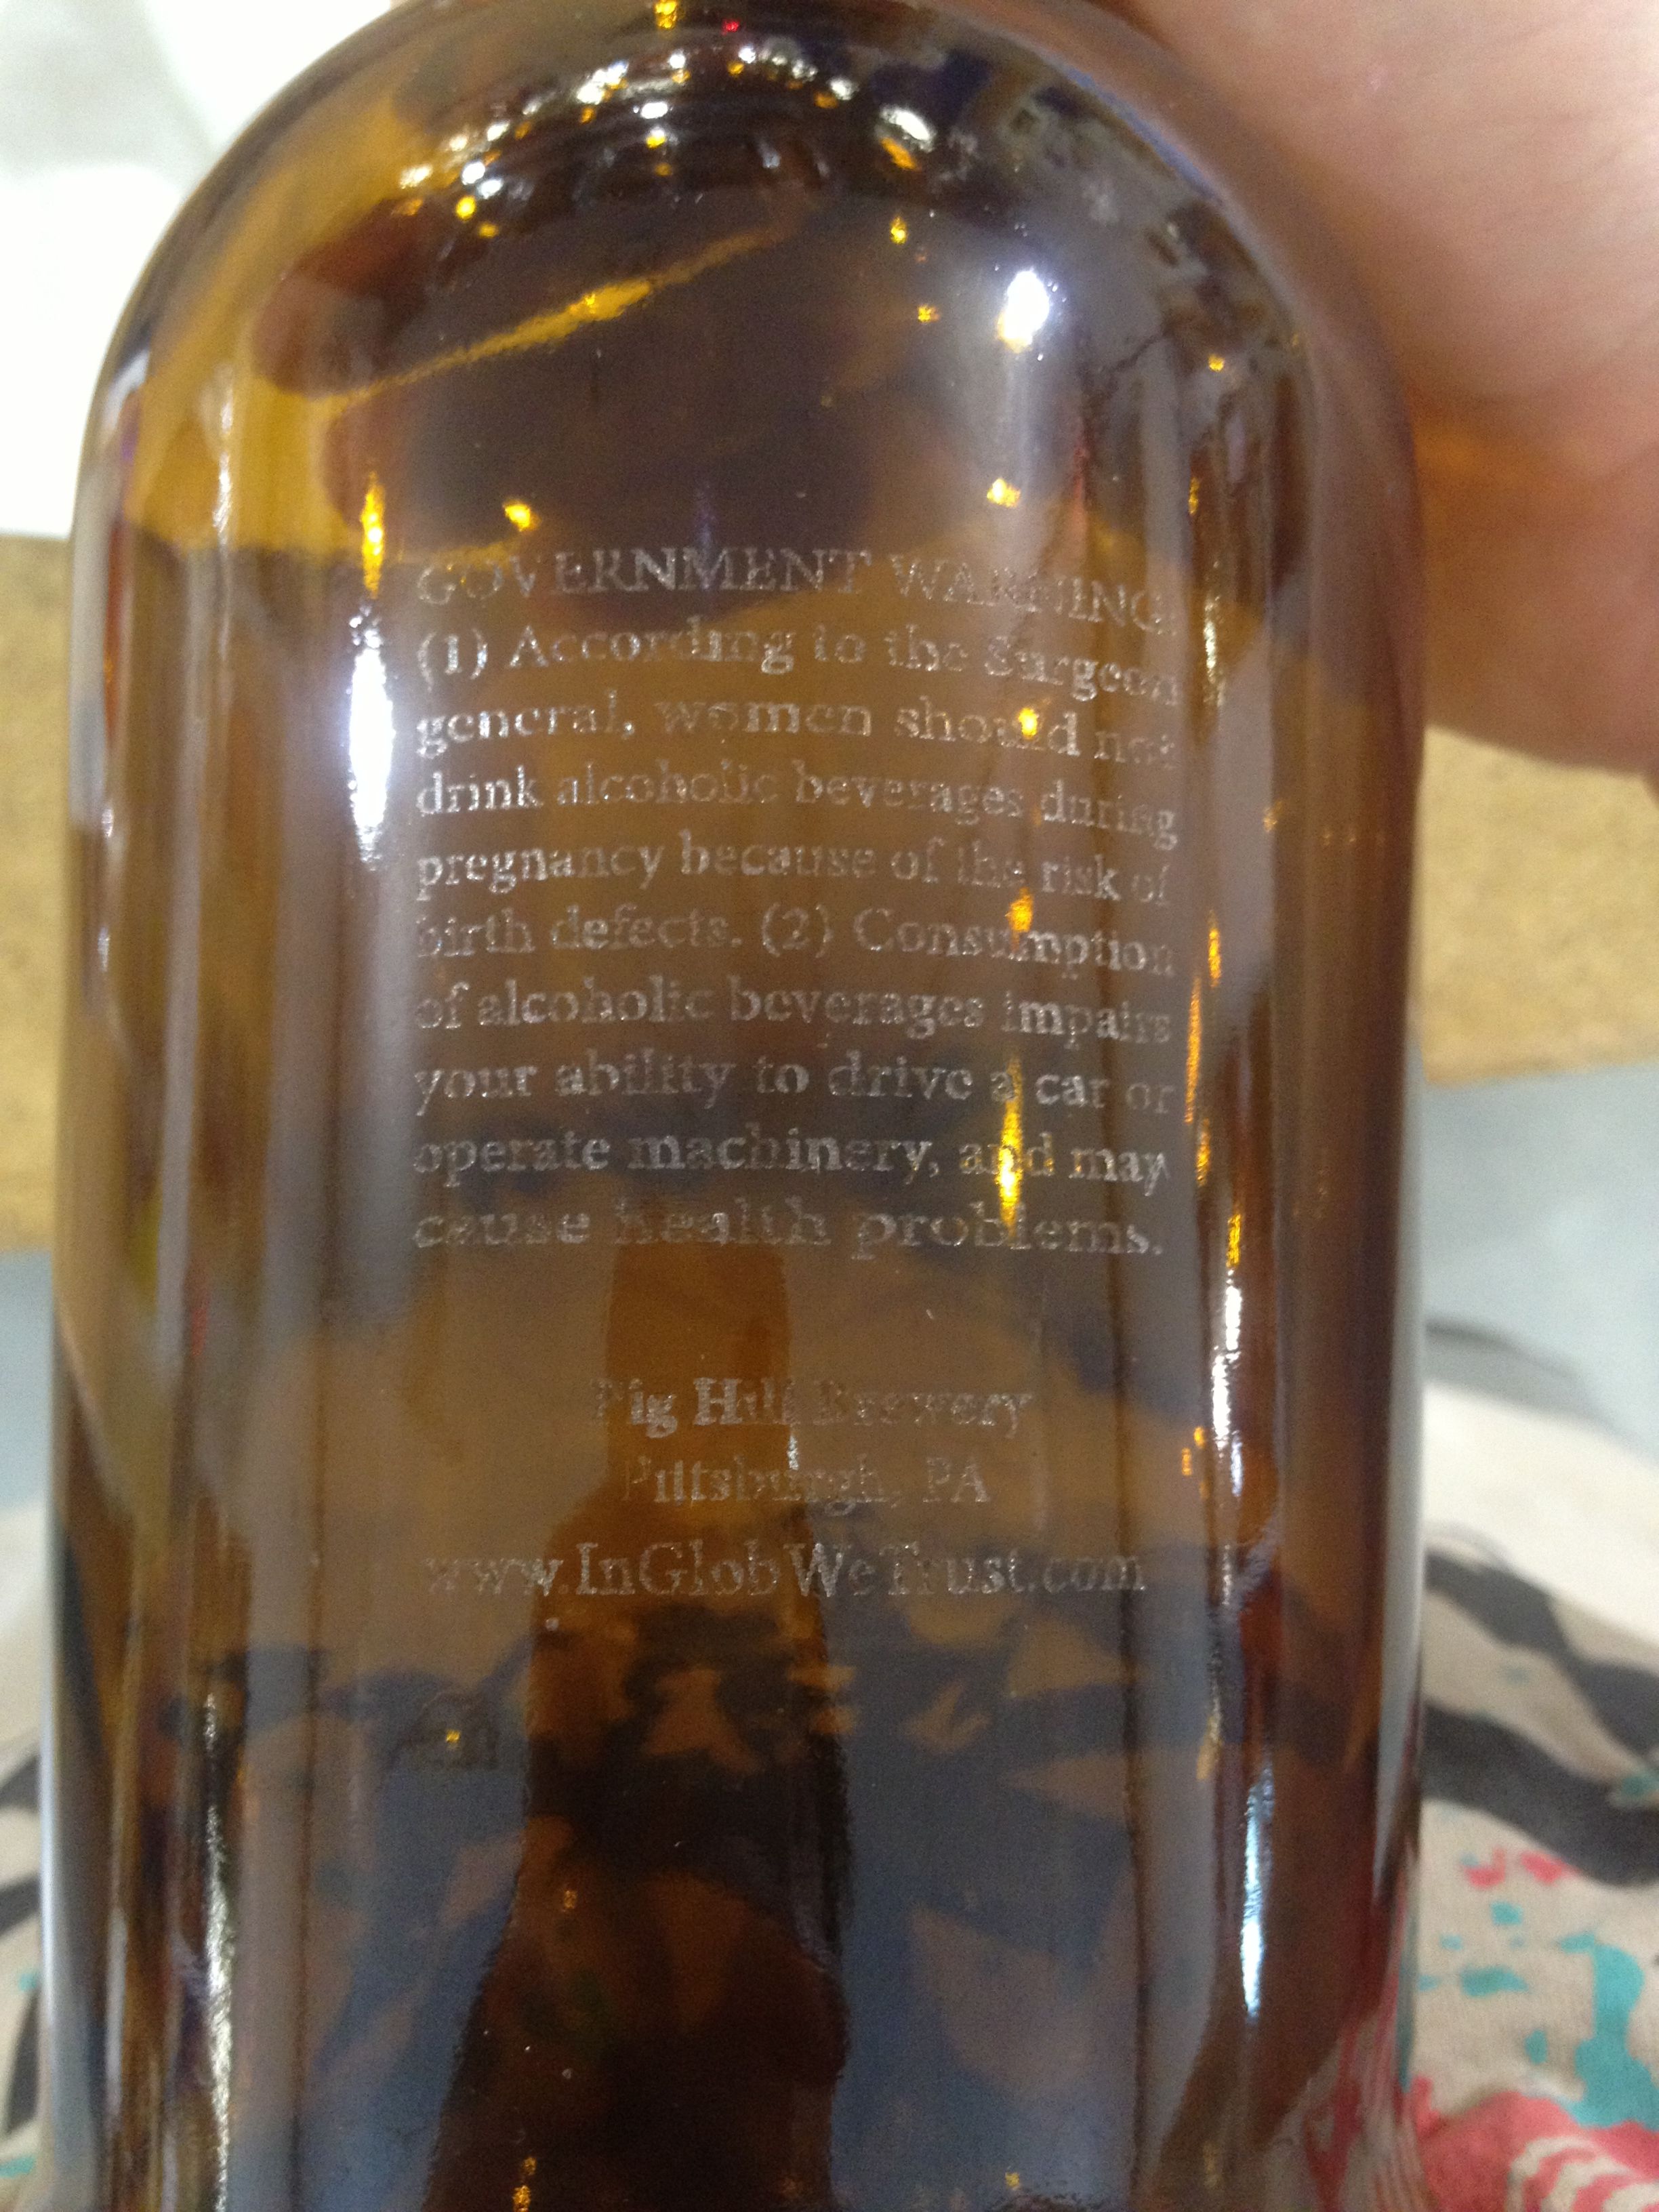 GOVERNMENT WARNING:
(1) According to the Surgeon
general, women should not
drink alcoholic beverages during
pregnancy because of the risk of
birth defects. (2) Consumption
of alcoholic beverages impairs
your ability to drive a car or
operate machinery, and may
cause health problems.
Pig Hill Brewery
Pittsburgh, PA
www.InGlobWeTrust.com